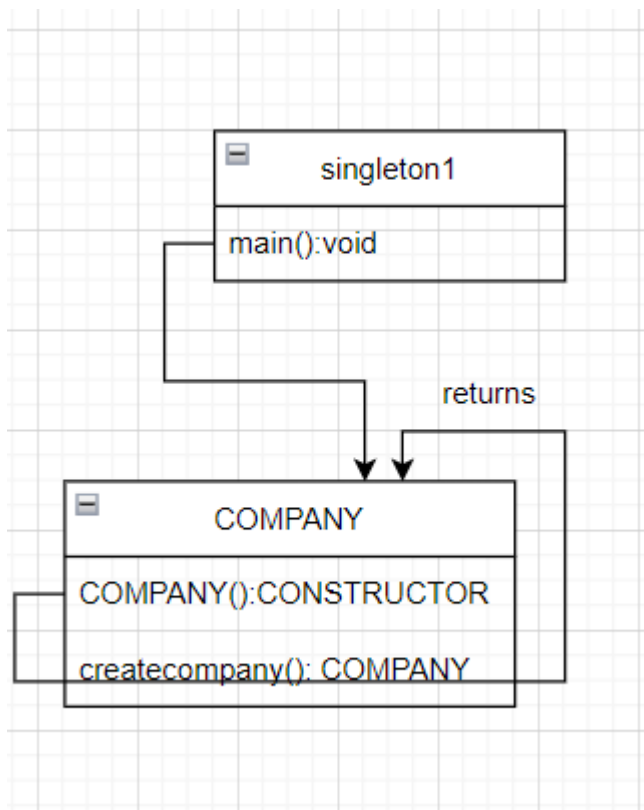 singleton1
main():void
returns
COMPANY
COMPANY():CONSTRUCTOR
createcompany(): COMPANY